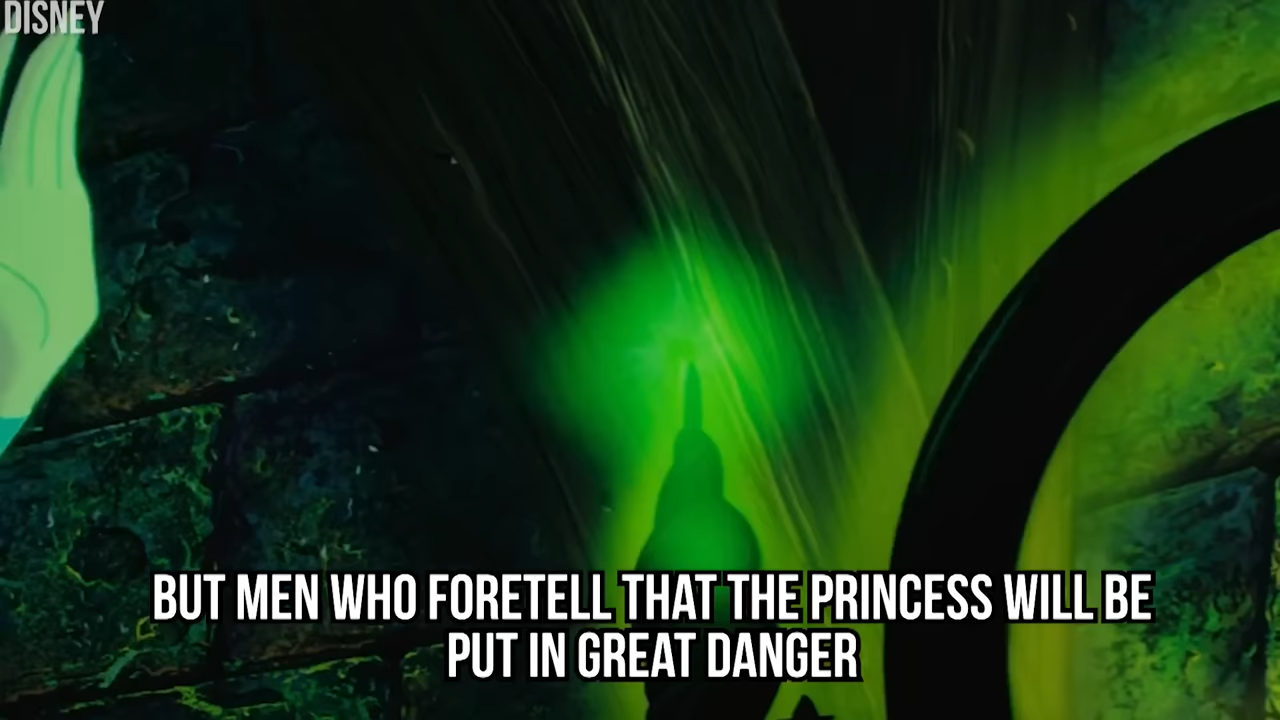 DISNEY
BUT MEN WHO FORETELL THAT THE PRINCESS WILL BE
PUT IN GREAT DANGER